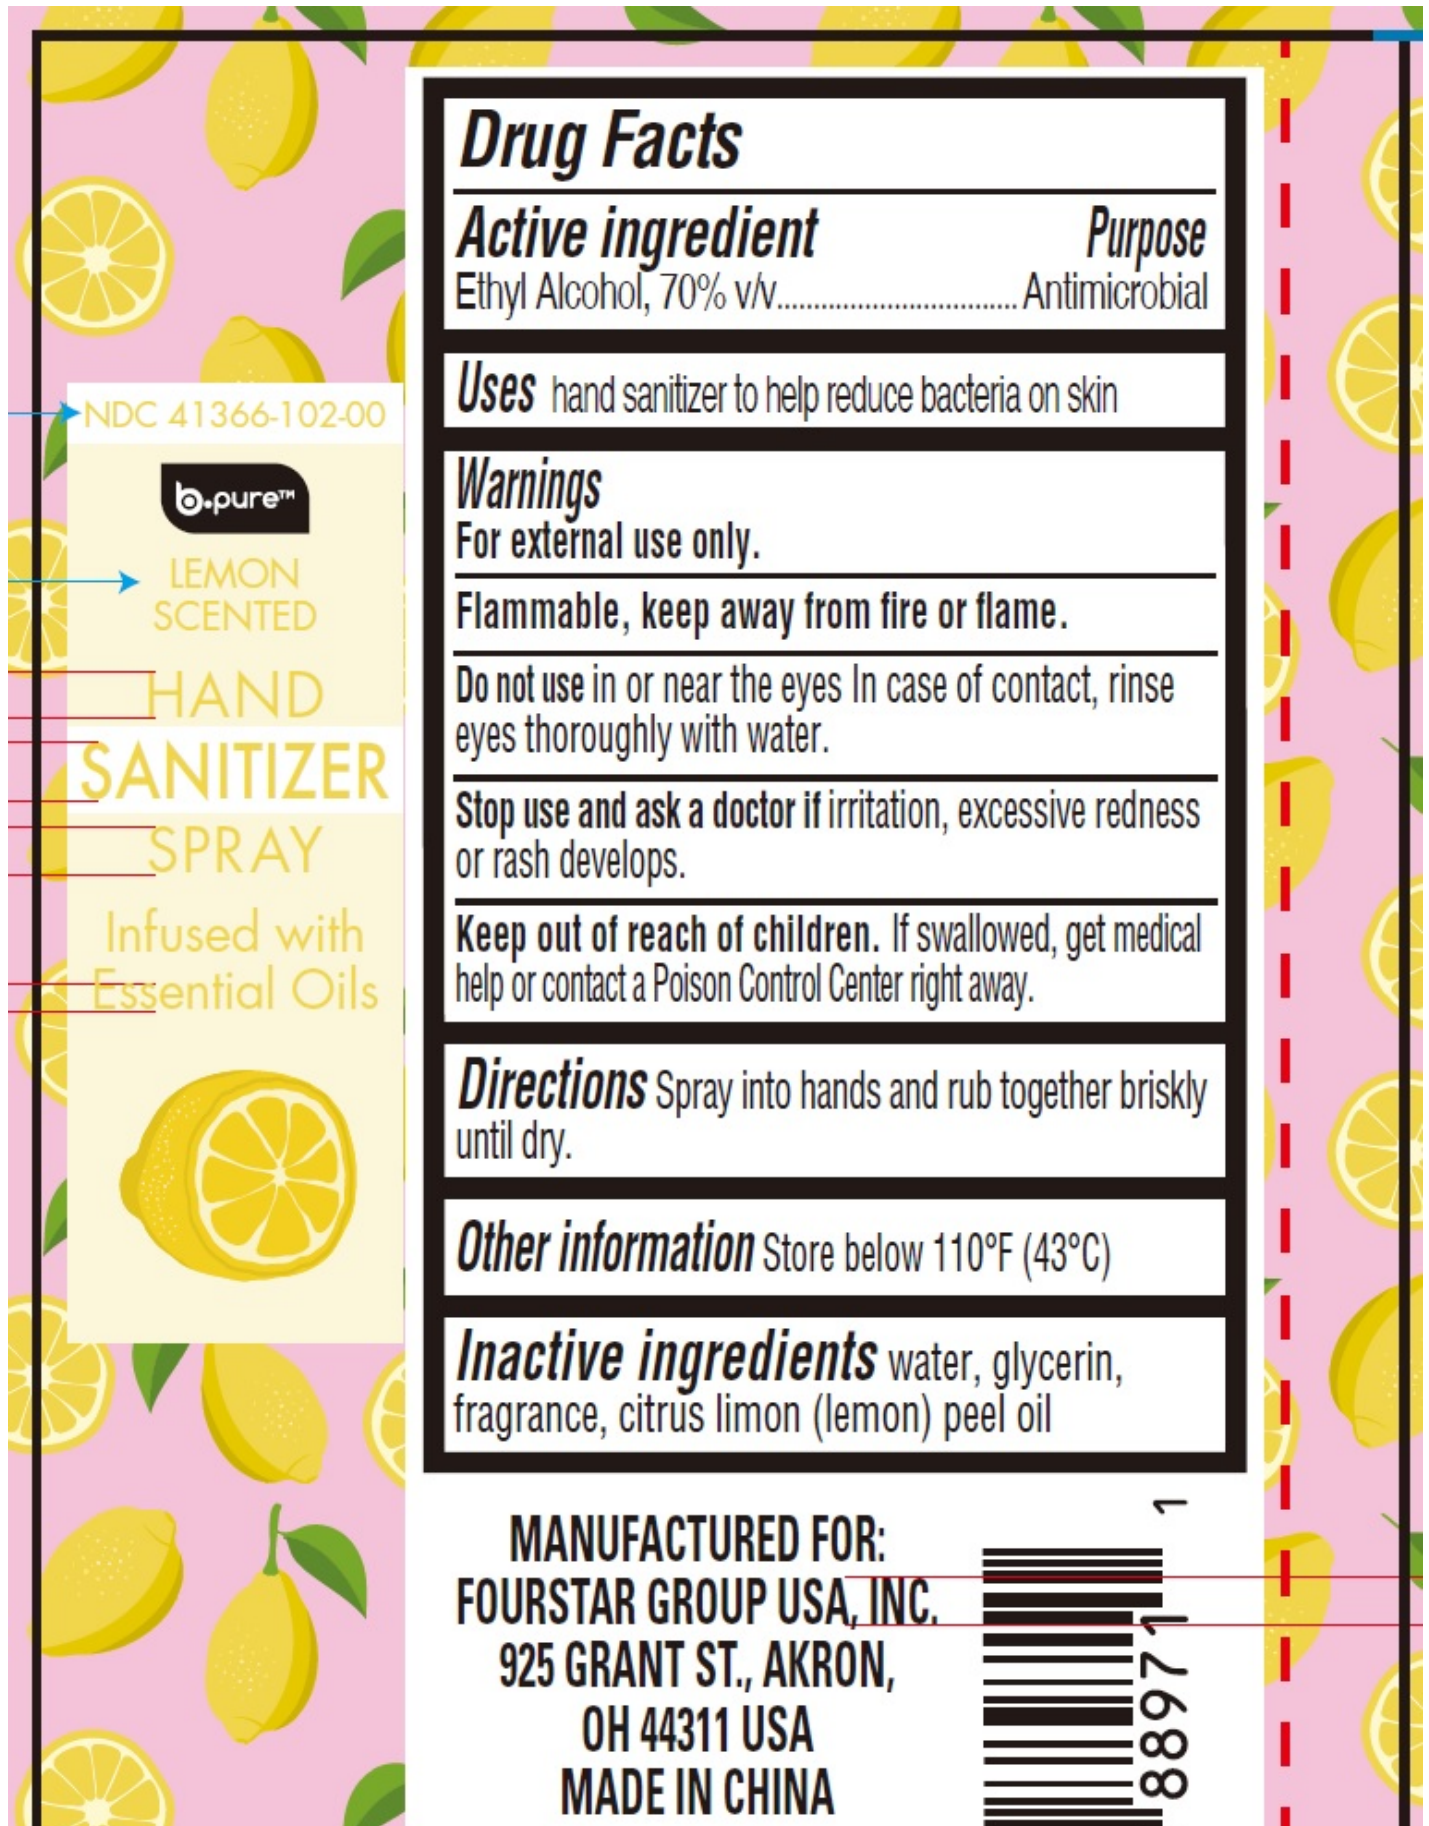 NDC 41366-102-00
b.pure™
LEMON
SCENTED
HAND
SANITIZER
SPRAY
Infused with
Essential Oils
Drug Facts
Active ingredient Purpose
Ethyl Alcohol, 70% v/v................................ Antimicrobial
Uses hand sanitizer to help reduce bacteria on skin
Warnings
For external use only.
Flammable, keep away from fire or flame.
Do not use in or near the eyes In case of contact, rinse
eyes thoroughly with water.
Stop use and ask a doctor if irritation, excessive redness
or rash develops.
Keep out of reach of children. If swallowed, get medical
help or contact a Poison Control Center right away.
Directions Spray into hands and rub together briskly
until dry.
Other information Store below 110°F (43°C)
Inactive ingredients water, glycerin,
fragrance, citrus limon (lemon) peel oil
MANUFACTURED FOR:
FOURSTAR GROUP USA, INC.
925 GRANT ST., AKRON,
OH 44311 USA
MADE IN CHINA
88971 1